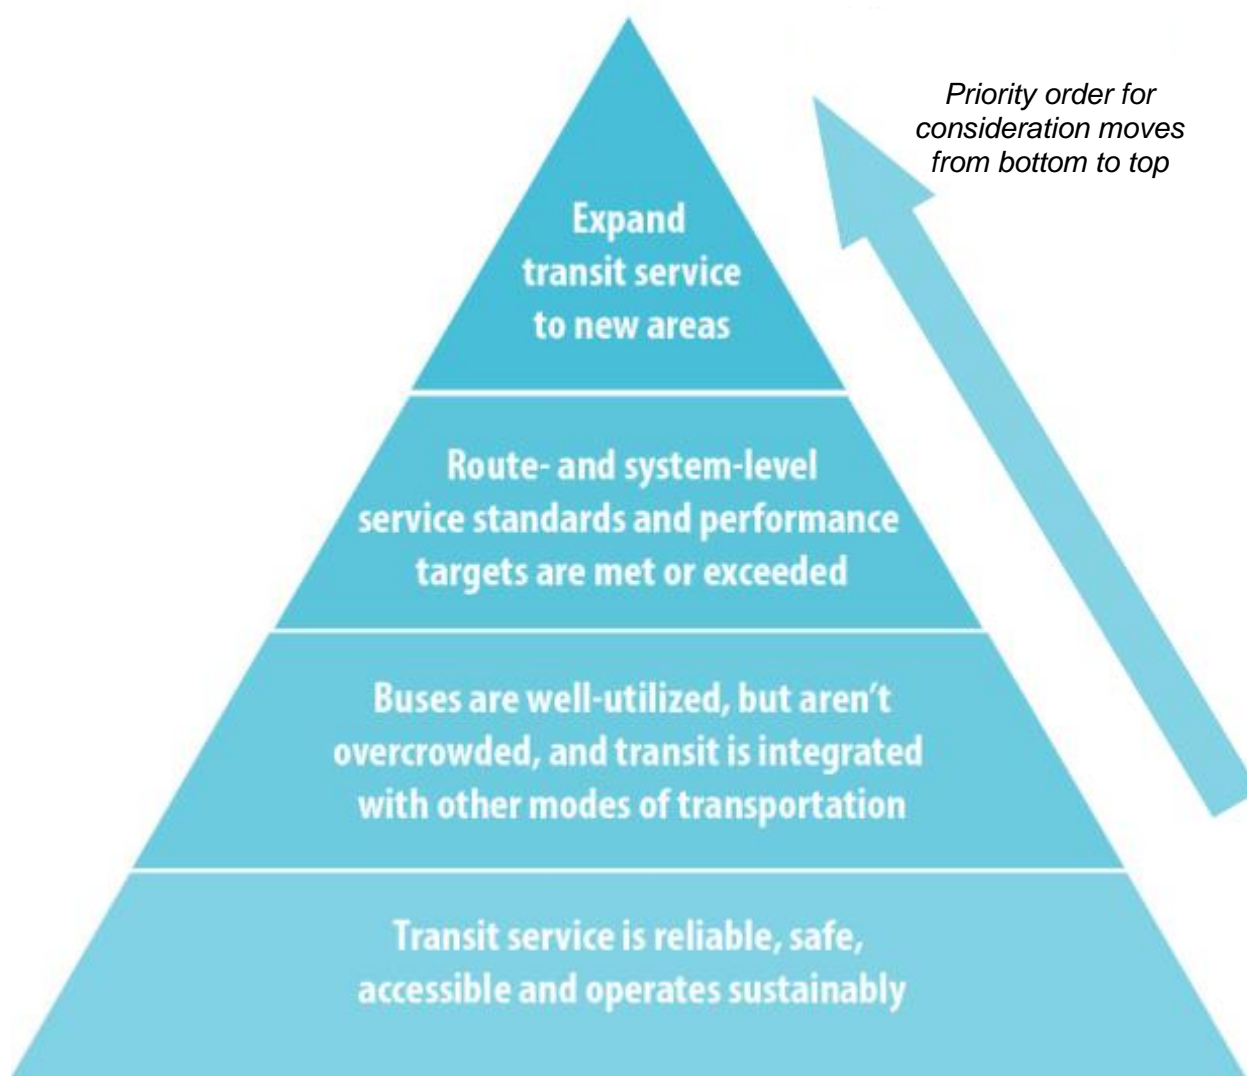 Priority order for
consideration moves
from bottom to top
Expand
transit service
to new areas
Route- and system-level
service standards and performance
targets are met or exceeded
Buses are well-utilized, but aren’t
overcrowded, and transit is integrated
with other modes of transportation
Transit service is reliable, safe,
accessible and operates sustainably